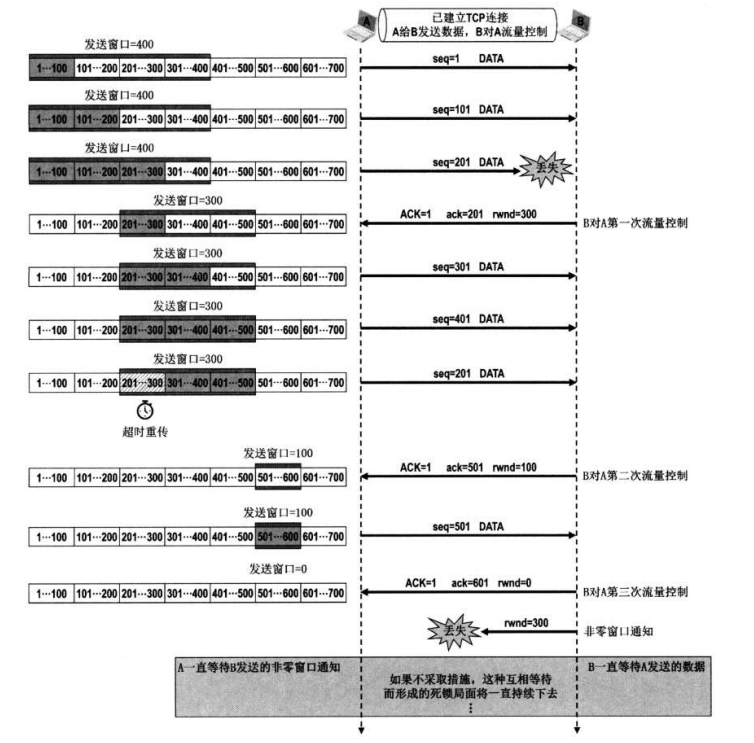 A
B
已建立TCP连接
A给B发送数据，B对A流量控制
发送窗口=400
1···100 101···200 201···300 301···400 401···500 501···600 601···700
seq=1 DATA
发送窗口=400
1···100 101···200 201···300 301···400 401···500 501···600 601···700
seq=101 DATA
发送窗口=400
1···100 101···200 201···300 301···400 401···500 501···600 601···700
seq=201 DATA
丢失
发送窗口=300
1···100 101···200 201···300 301···400 401···500 501···600 601···700
ACK=1 ack=201 rwnd=300
B对A第一次流量控制
发送窗口=300
1···100 101···200 201···300 301···400 401···500 501···600 601···700
seq=301 DATA
发送窗口=300
1···100 101···200 201···300 301···400 401···500 501···600 601···700
seq=401 DATA
发送窗口=300
1···100 101···200 201···300 301···400 401···500 501···600 601···700
seq=201 DATA
超时重传
发送窗口=100
1···100 101···200 201···300 301···400 401···500 501···600 601···700
ACK=1 ack=501 rwnd=100
B对A第二次流量控制
发送窗口=100
1···100 101···200 201···300 301···400 401···500 501···600 601···700
seq=501 DATA
发送窗口=0
1···100 101···200 201···300 301···400 401···500 501···600 601···700
ACK=1 ack=601 rwnd=0
B对A第三次流量控制
丢失
rwnd=300
非零窗口通知
A一直等待B发送的非零窗口通知
如果不采取措施，这种互相等待
而形成的死锁局面将一直持续下去
⋮
B一直等待A发送的数据